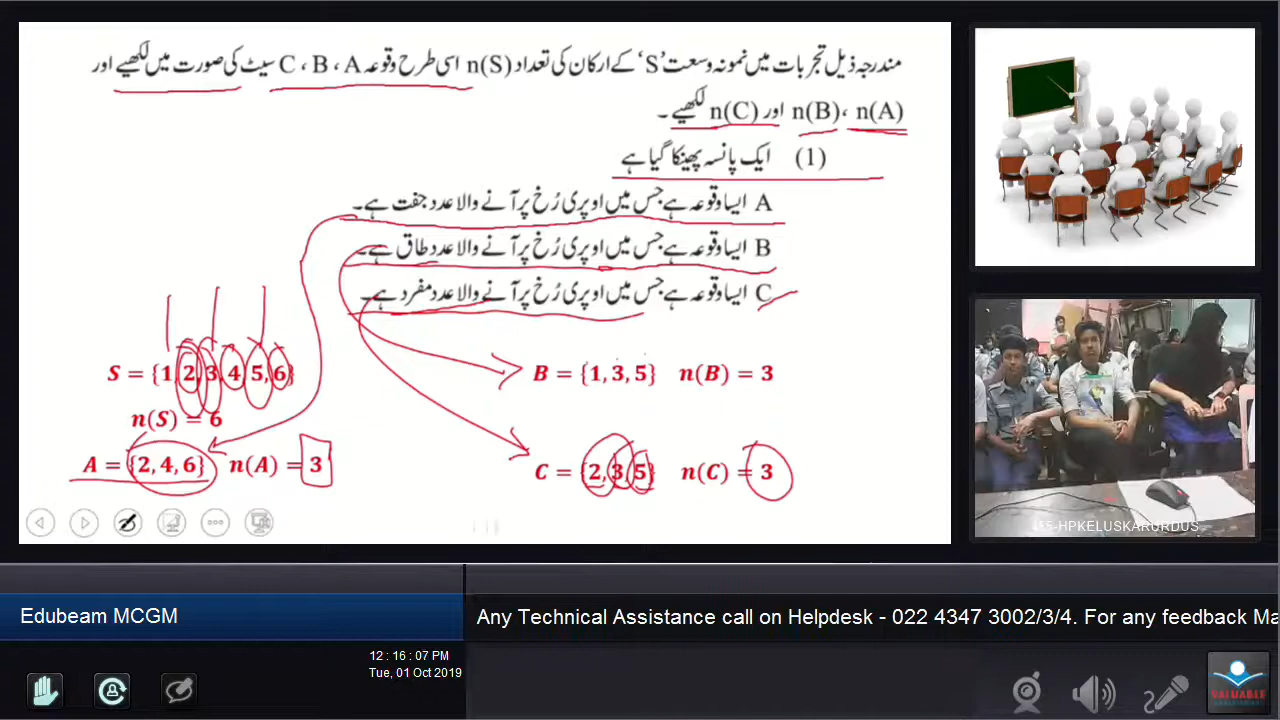 مندرجہ ذیل تجربات میں نمونہ وسعت ’S‘ کے ارکان کی تعداد n(S) اسی طرح وقوعہ A ، B ، C سیٹ کی صورت میں لکھیے اور
n(A) ، n(B) اور n(C) لکھیے ۔
(1) ایک پانسہ پھینکا گیا ہے
A ایسا وقوعہ ہے جس میں اوپری رُخ پر آنے والا عدد جفت ہے۔
B ایسا وقوعہ ہے جس میں اوپری رُخ پر آنے والا عدد طاق ہے۔
C ایسا وقوعہ ہے جس میں اوپری رُخ پر آنے والا عدد مفرد ہے۔
S = {1 2, 3 4 5, 6}
B = {1, 3, 5} n(B) = 3
n(S) = 6
A = {2, 4, 6} n(A) = 3
C = {2, 3, 5} n(C) = 3
55-HPKELUSKARURDUS
Edubeam MCGM
Any Technical Assistance call on Helpdesk - 022 4347 3002/3/4. For any feedback Ma
12 : 16 : 07 PM
Tue, 01 Oct 2019
VALUABLE